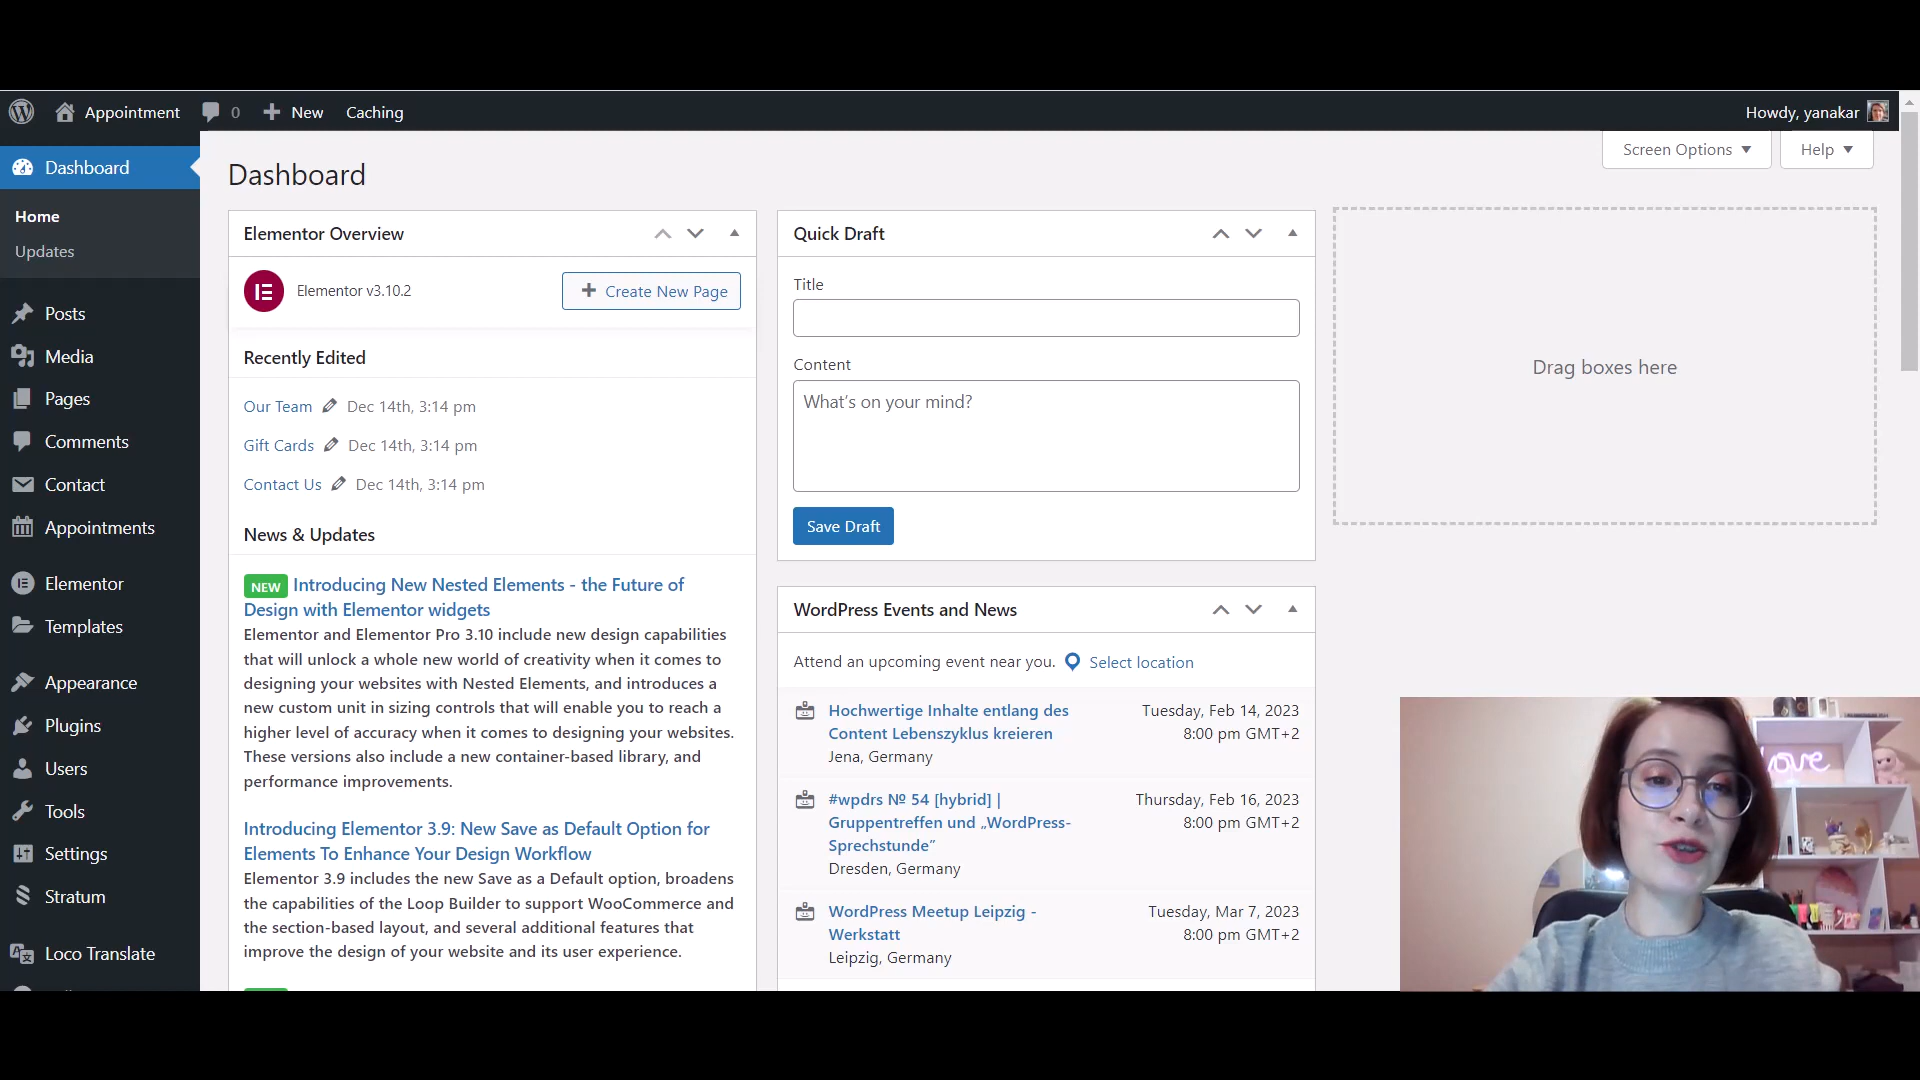 Appointment
0
New
Caching
Howdy, yanakar
Screen Options
Help
Dashboard
Home
Updates
Posts
Media
Pages
Comments
Contact
Appointments
Elementor
Templates
Appearance
Plugins
Users
Tools
Settings
Stratum
Loco Translate
Dashboard
Elementor Overview
Elementor v3.10.2
Create New Page
Recently Edited
Our Team Dec 14th, 3:14 pm
Gift Cards Dec 14th, 3:14 pm
Contact Us Dec 14th, 3:14 pm
News & Updates
NEW Introducing New Nested Elements - the Future of
Design with Elementor widgets
Elementor and Elementor Pro 3.10 include new design capabilities
that will unlock a whole new world of creativity when it comes to
designing your websites with Nested Elements, and introduces a
new custom unit in sizing controls that will enable you to reach a
higher level of accuracy when it comes to designing your websites.
These versions also include a new container-based library, and
performance improvements.
Introducing Elementor 3.9: New Save as Default Option for
Elements To Enhance Your Design Workflow
Elementor 3.9 includes the new Save as a Default option, broadens
the capabilities of the Loop Builder to support WooCommerce and
the section-based layout, and several additional features that
improve the design of your website and its user experience.
Quick Draft
Title
Content
What's on your mind?
Save Draft
WordPress Events and News
Attend an upcoming event near you. Select location
Hochwertige Inhalte entlang des
Content Lebenszyklus kreieren
Jena, Germany
Tuesday, Feb 14, 2023
8:00 pm GMT+2
#wpdrs № 54 [hybrid] |
Gruppentreffen und „WordPress-
Sprechstunde”
Dresden, Germany
Thursday, Feb 16, 2023
8:00 pm GMT+2
WordPress Meetup Leipzig -
Werkstatt
Leipzig, Germany
Tuesday, Mar 7, 2023
8:00 pm GMT+2
Drag boxes here
love